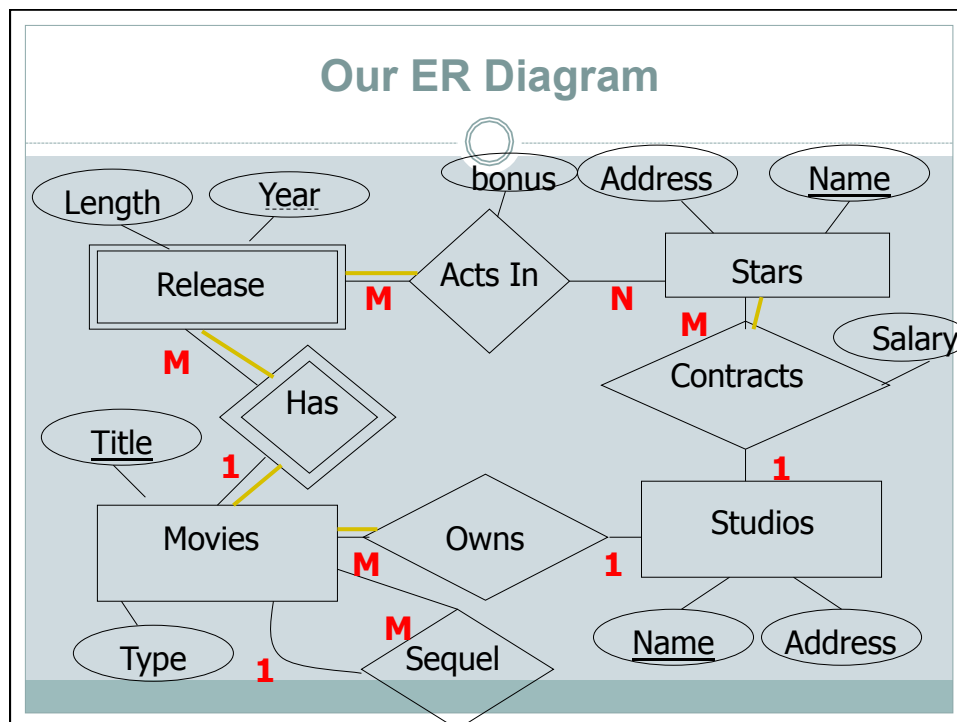 Our ER Diagram
bonus
Address
Name
Length
Year
Release
Acts In
Stars
M
N
M
Salary
M
Contracts
Has
Title
1
1
Movies
Owns
Studios
M
1
M
Name
Address
Type
1
Sequel